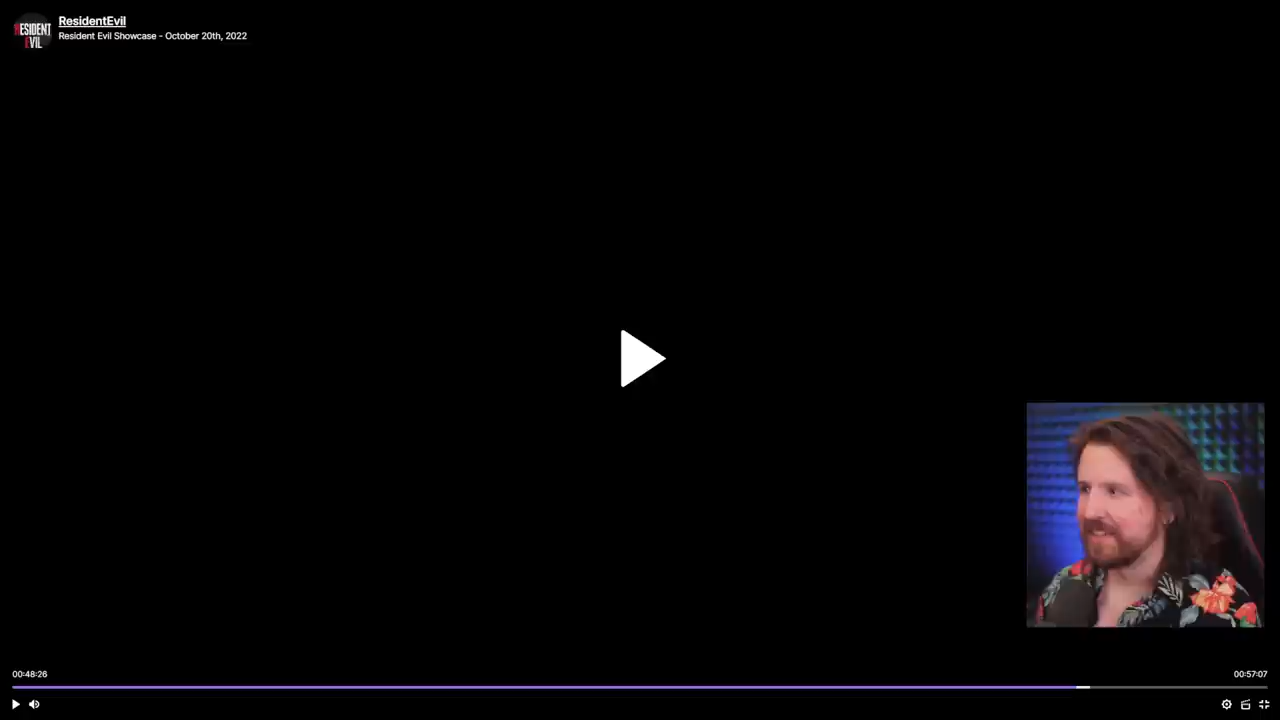 ResidentEvil
Resident Evil Showcase - October 20th, 2022
RESIDENT
EVIL
00:48:26
00:57:07